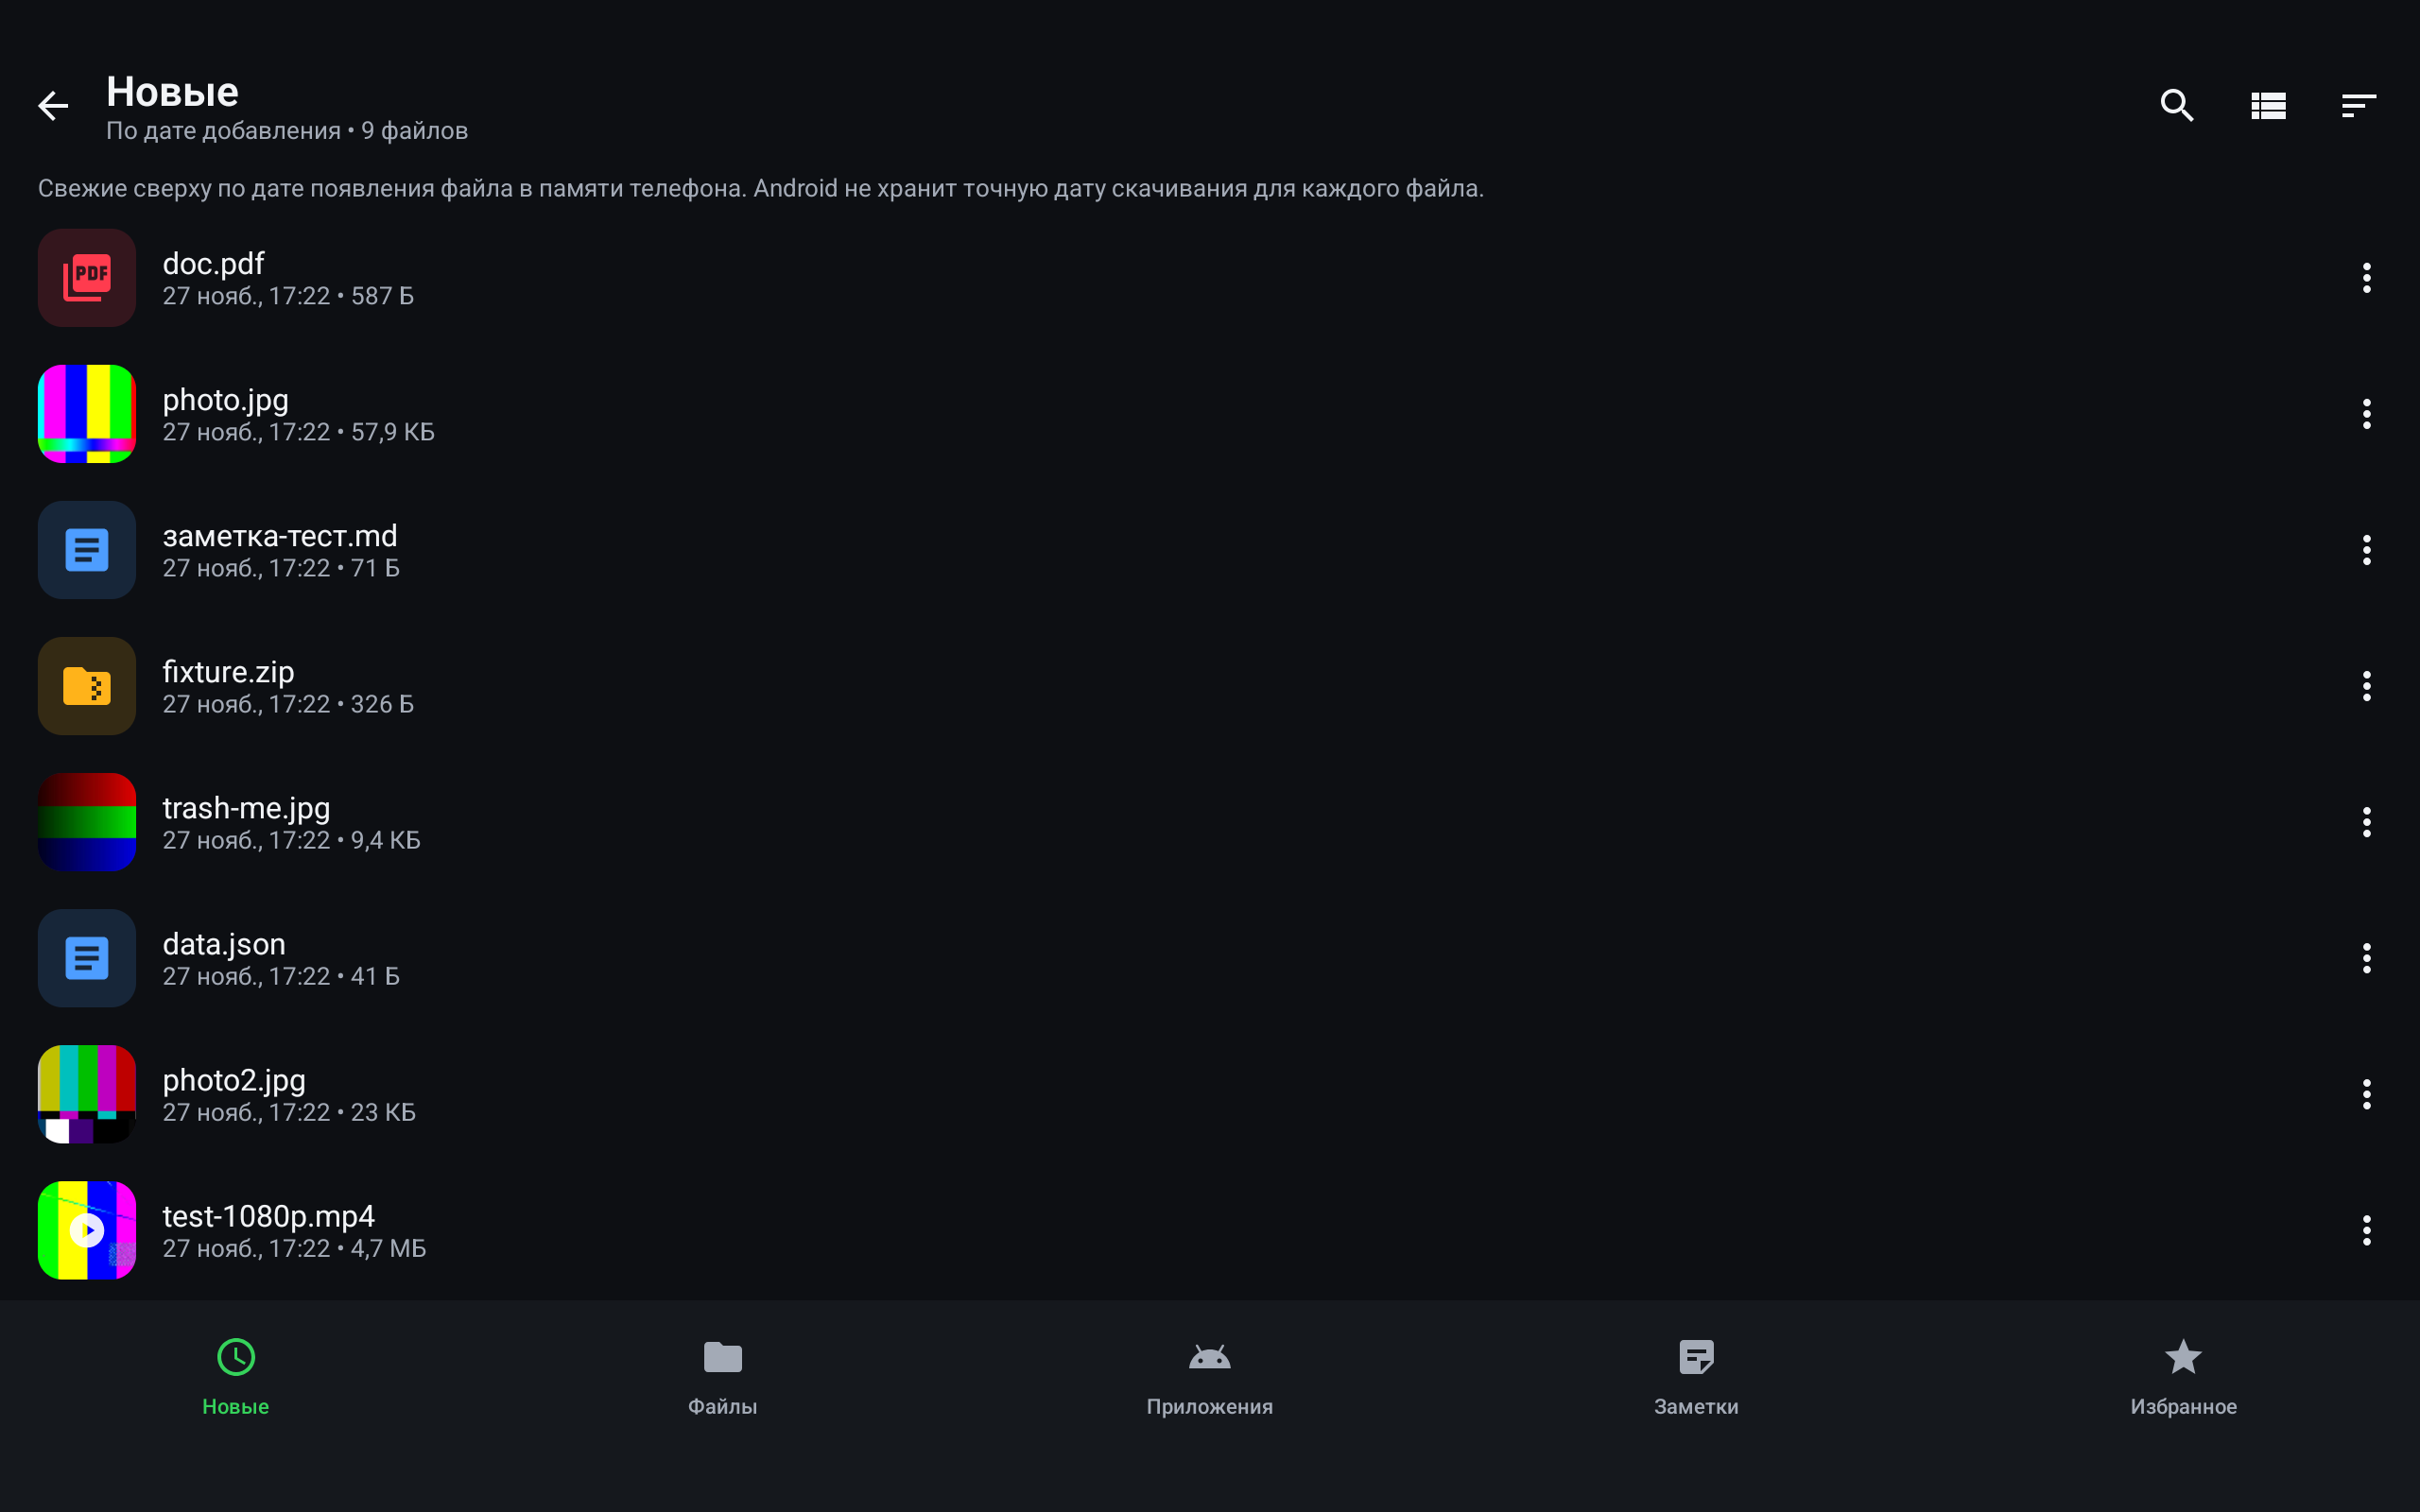 Новые
По дате добавления • 9 файлов
Свежие сверху по дате появления файла в памяти телефона. Android не хранит точную дату скачивания для каждого файла.
PDF
doc.pdf
27 нояб., 17:22 • 587 Б
photo.jpg
27 нояб., 17:22 • 57,9 КБ
заметка-тест.md
27 нояб., 17:22 • 71 Б
fixture.zip
27 нояб., 17:22 • 326 Б
trash-me.jpg
27 нояб., 17:22 • 9,4 КБ
data.json
27 нояб., 17:22 • 41 Б
photo2.jpg
27 нояб., 17:22 • 23 КБ
test-1080p.mp4
27 нояб., 17:22 • 4,7 МБ
Новые
Файлы
Приложения
Заметки
Избранное